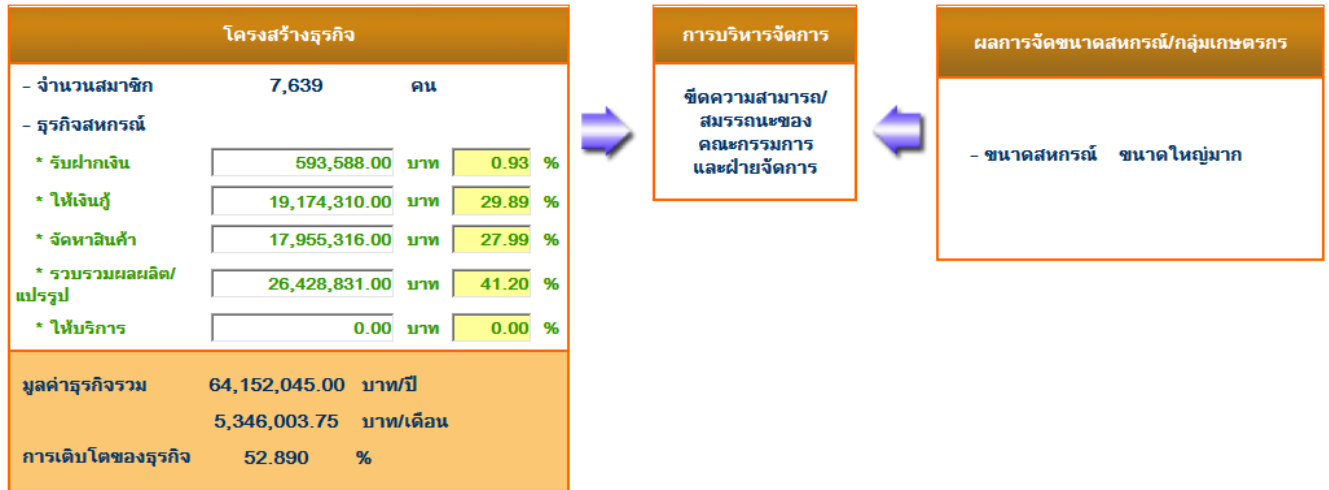 โครงสร้างธุรกิจ
– จำนวนสมาชิก 7,639 คน
– ธุรกิจสหกรณ์
* รับฝากเงิน 593,588.00 บาท 0.93 %
* ให้เงินกู้ 19,174,310.00 บาท 29.89 %
* จัดหาสินค้า 17,955,316.00 บาท 27.99 %
* รวบรวมผลผลิต/
แปรรูป 26,428,831.00 บาท 41.20 %
* ให้บริการ 0.00 บาท 0.00 %
มูลค่าธุรกิจรวม 64,152,045.00 บาท/ปี
5,346,003.75 บาท/เดือน
การเติบโตของธุรกิจ 52.890 %
การบริหารจัดการ
ขีดความสามารถ/
สมรรถนะของ
คณะกรรมการ
และฝ่ายจัดการ
ผลการจัดขนาดสหกรณ์/กลุ่มเกษตรกร
– ขนาดสหกรณ์ ขนาดใหญ่มาก